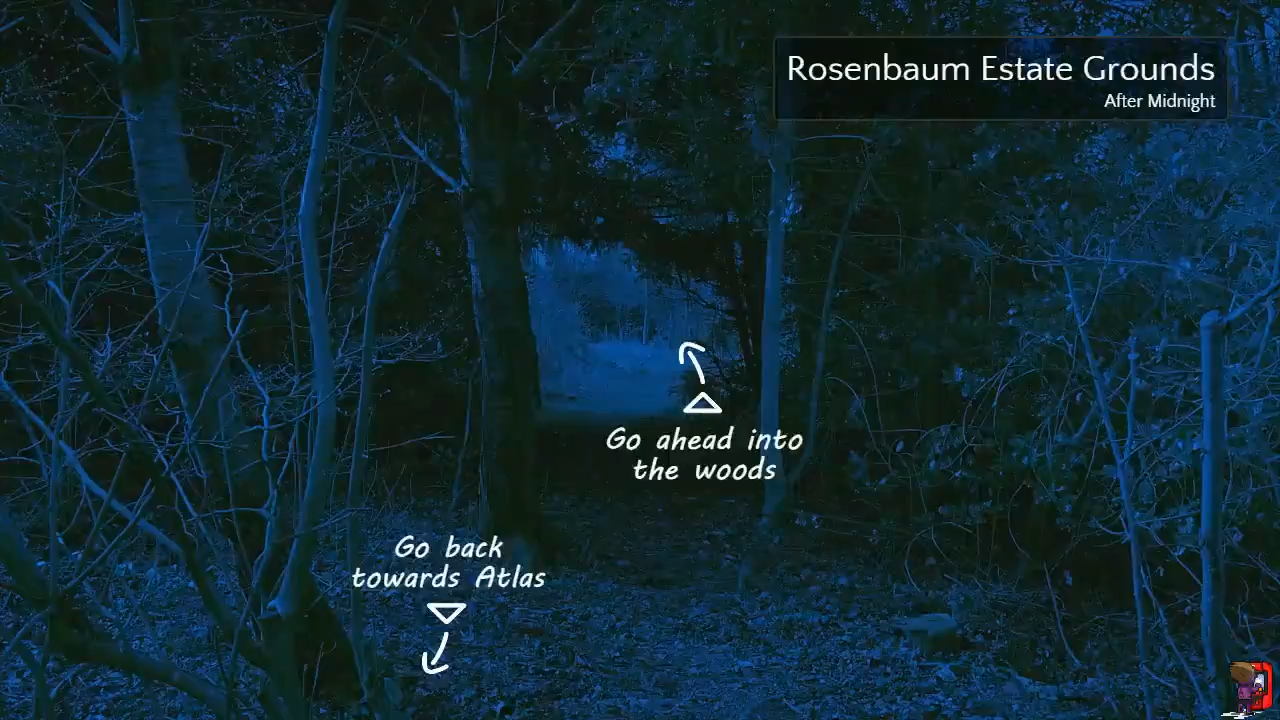 Rosenbaum Estate Grounds
After Midnight
Go ahead into
the woods
Go back
towards Atlas